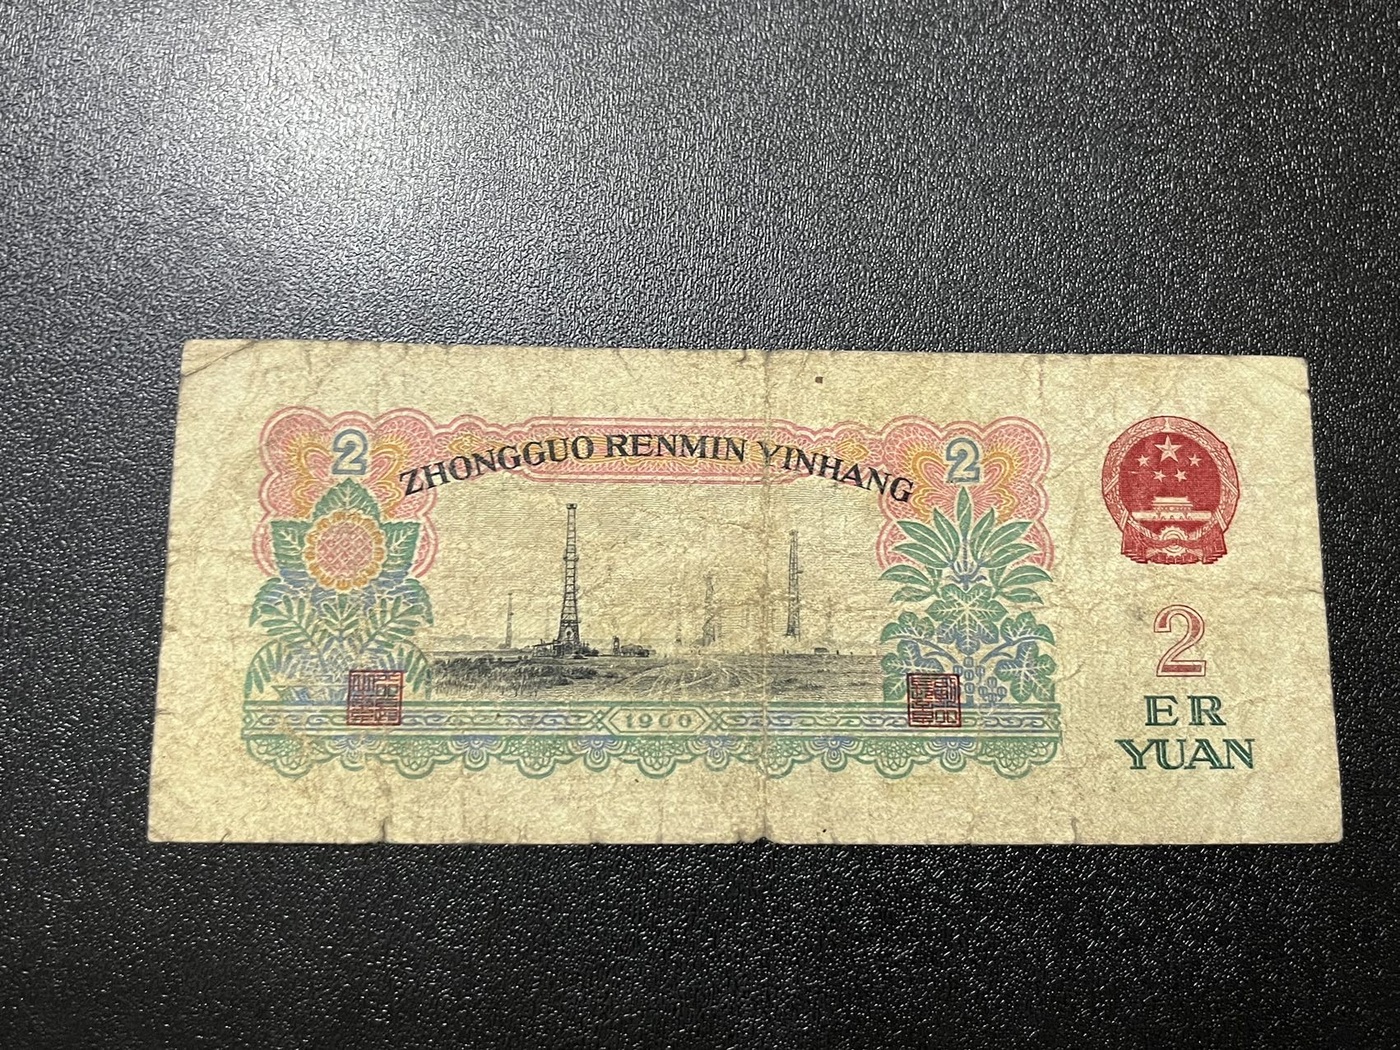 2
2
ZHONGGUO RENMIN YINHANG
2
ER
YUAN
1960